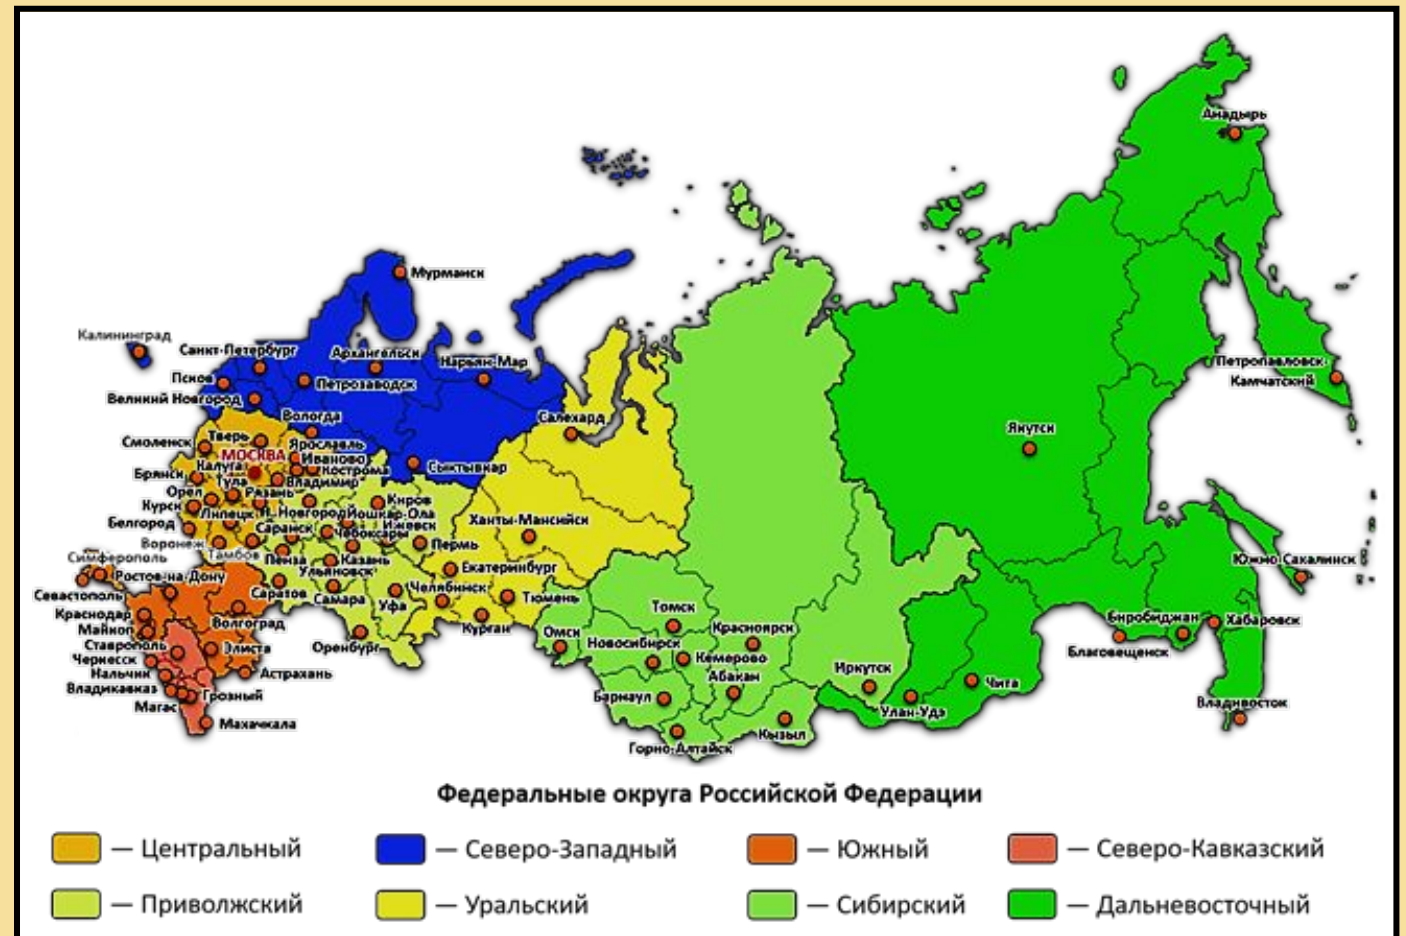 Анадырь
Мурманск
Калининград
Санкт-Петербург
Архангельск
Нарьян-Мар
Псков
Петрозаводск
Петропавловск-
Камчатский
Великий Новгород
Вологда
Салехард
Якутск
Смоленск
Тверь
Ярославль
МОСКВА
Иваново
Калуга
Кострома
Сыктывкар
Брянск
Тула
Владимир
Орел
Рязань
Киров
Курск
Липецк
Н. Новгород
Йошкар-Ола
Ханты-Мансийск
Белгород
Саранск
Чебоксары
Ижевск
Воронеж
Тамбов
Пермь
Симферополь
Пенза
Казань
Южно-Сахалинск
Ростов-на-Дону
Ульяновск
Екатеринбург
Севастополь
Саратов
Самара
Уфа
Челябинск
Тюмень
Краснодар
Волгоград
Курган
Томск
Биробиджан
Хабаровск
Майкоп
Омск
Красноярск
Ставрополь
Элиста
Оренбург
Новосибирск
Кемерово
Благовещенск
Черкесск
Иркутск
Нальчик
Астрахань
Абакан
Чита
Владикавказ
Грозный
Барнаул
Магас
Улан-Удэ
Владивосток
Махачкала
Кызыл
Горно-Алтайск
Федеральные округа Российской Федерации
— Центральный — Северо-Западный — Южный — Северо-Кавказский
— Приволжский — Уральский — Сибирский — Дальневосточный